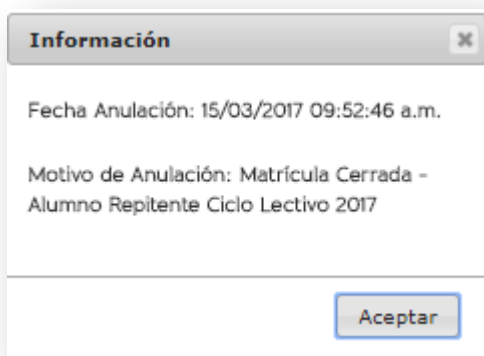 Información
Fecha Anulación: 15/03/2017 09:52:46 a.m.
Motivo de Anulación: Matrícula Cerrada -
Alumno Repitente Ciclo Lectivo 2017
Aceptar